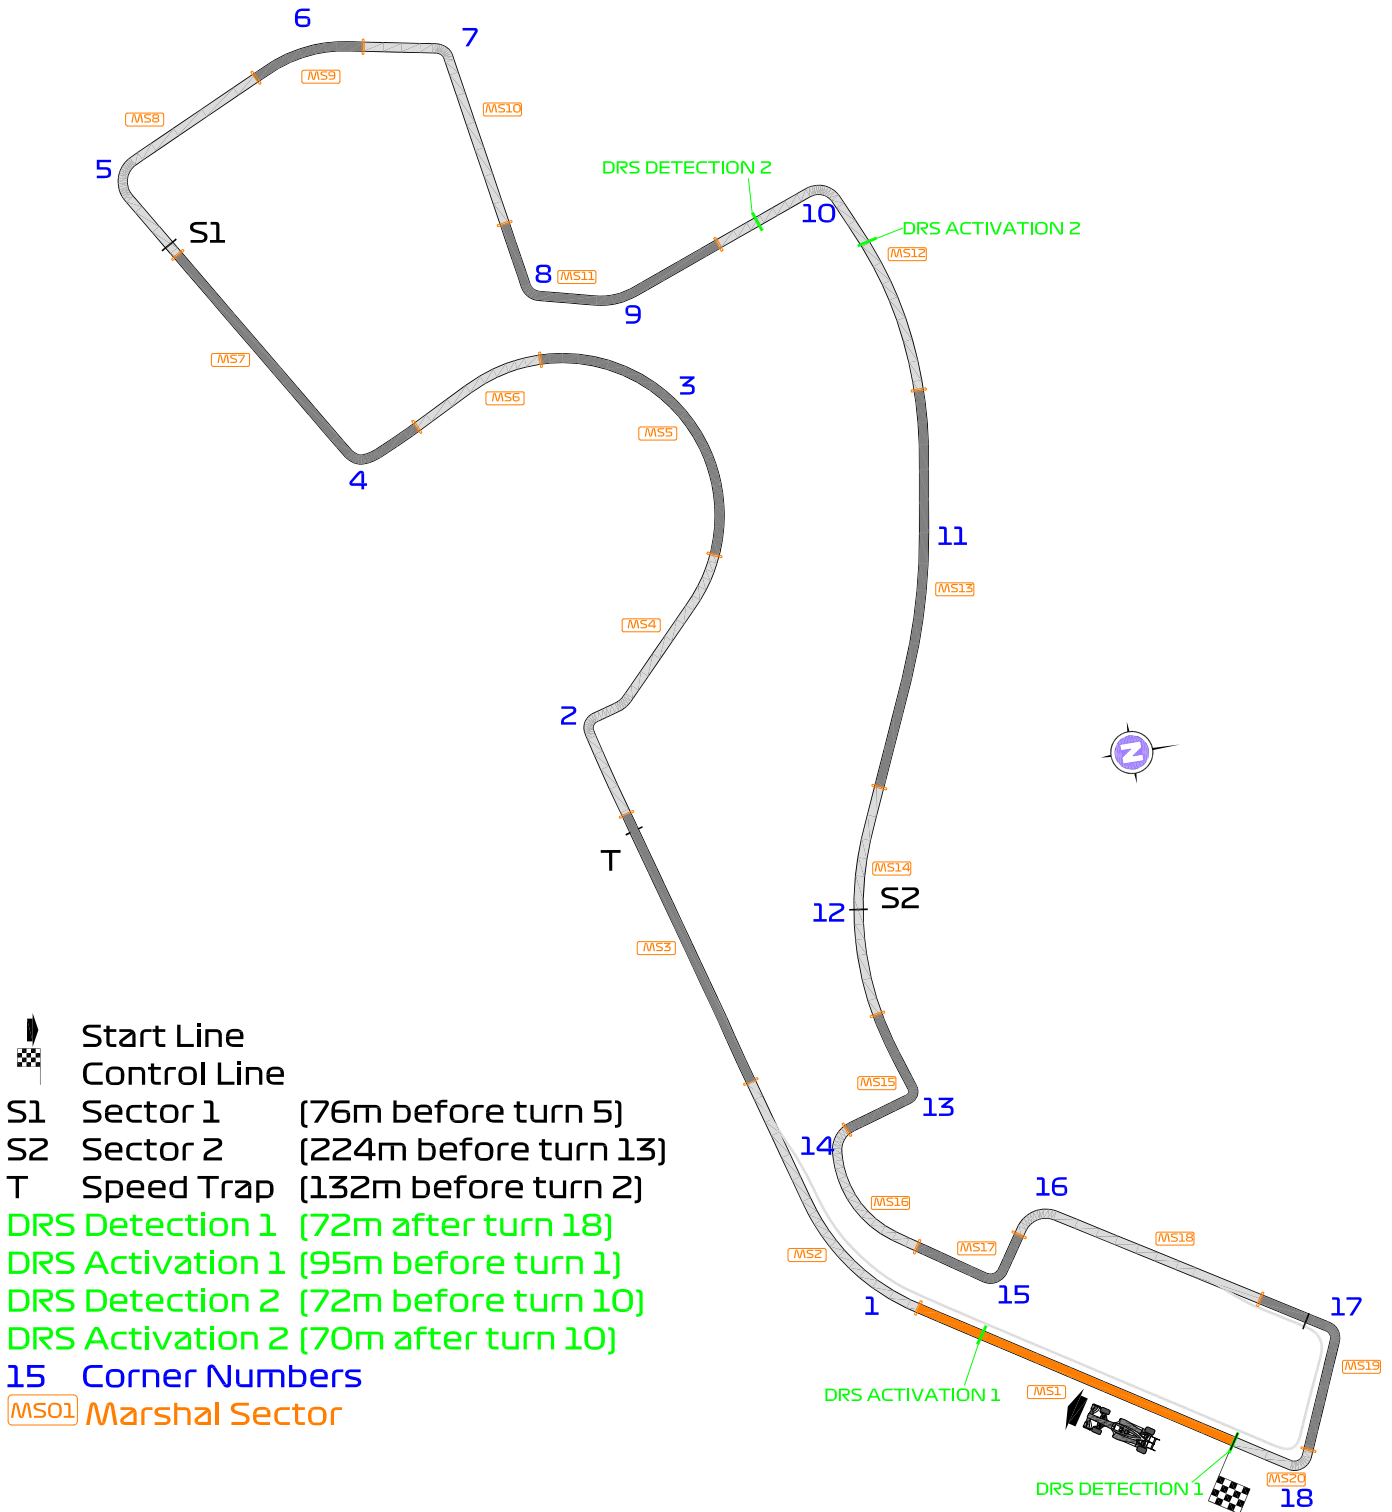 6
7
MS9
MS10
MS8
5
DRS DETECTION 2
10
S1
DRS ACTIVATION 2
MS12
8
MS11
9
MS7
3
MS6
MS5
4
11
MS13
MS4
2
N
T
MS14
S2
12
MS3
Start Line
Control Line
S1 Sector 1 (76m before turn 5)
S2 Sector 2 (224m before turn 13)
T Speed Trap (132m before turn 2)
DRS Detection 1 (72m after turn 18)
DRS Activation 1 (95m before turn 1)
DRS Detection 2 (72m before turn 10)
DRS Activation 2 (70m after turn 10)
15 Corner Numbers
MS01 Marshal Sector
MS15
13
14
16
MS16
MS17
MS18
MS2
15
1
17
MS19
DRS ACTIVATION 1
MS1
DRS DETECTION 1
MS20
18